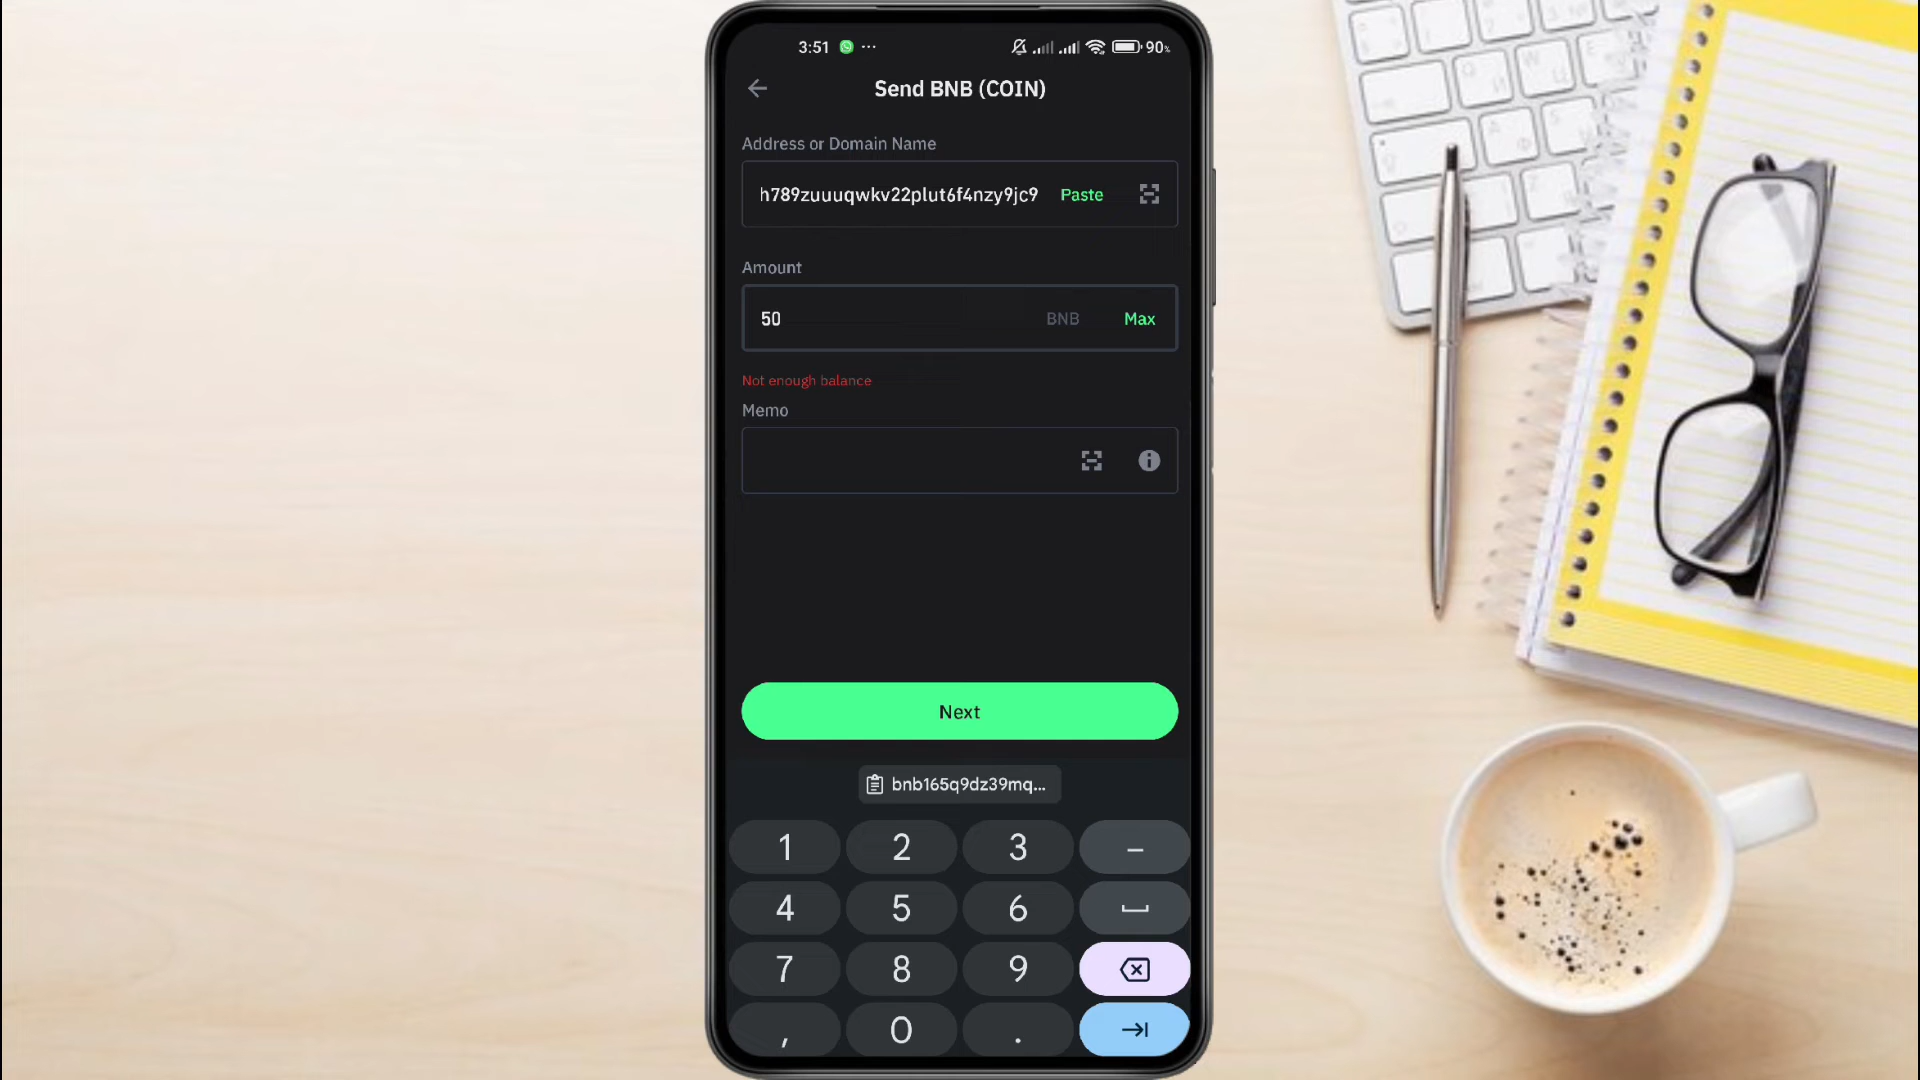 3:51 ... 90%
Send BNB (COIN)
Address or Domain Name
h789zuuuqwkv22plut6f4nzy9jc9 Paste
Amount
50 BNB Max
Not enough balance
Memo
Next
bnb165q9dz39mq...
1 2 3 –
4 5 6
7 8 9
, 0 .